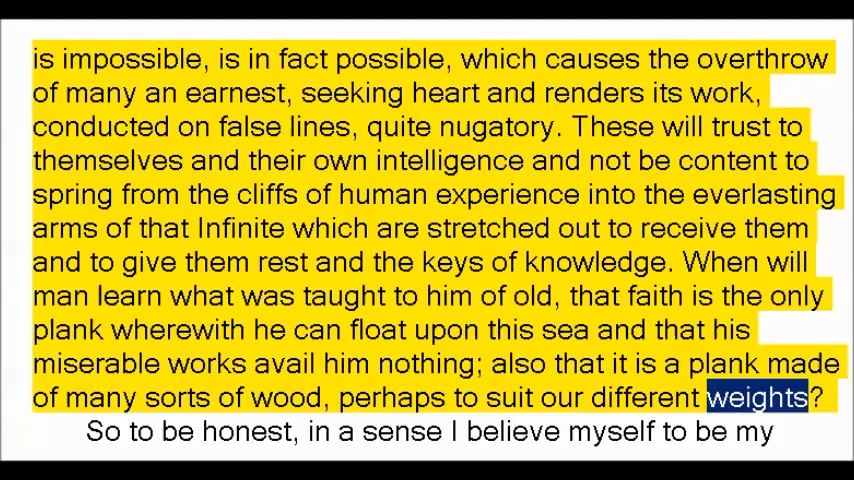 is impossible, is in fact possible, which causes the overthrow
of many an earnest, seeking heart and renders its work,
conducted on false lines, quite nugatory. These will trust to
themselves and their own intelligence and not be content to
spring from the cliffs of human experience into the everlasting
arms of that Infinite which are stretched out to receive them
and to give them rest and the keys of knowledge. When will
man learn what was taught to him of old, that faith is the only
plank wherewith he can float upon this sea and that his
miserable works avail him nothing; also that it is a plank made
of many sorts of wood, perhaps to suit our different weights?
So to be honest, in a sense I believe myself to be my